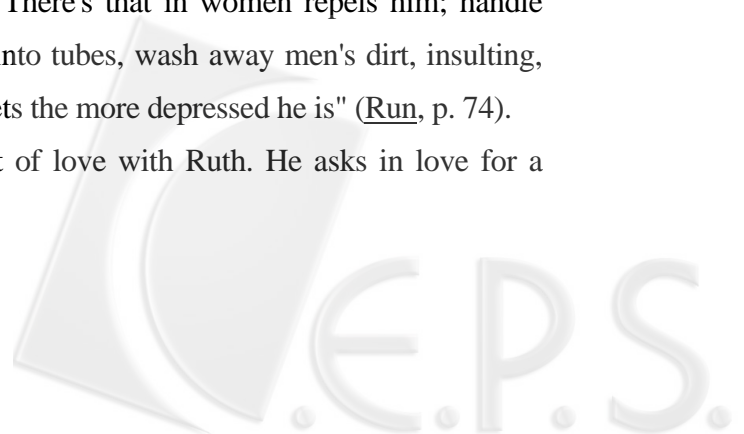 There's that in women repels him; handle
into tubes, wash away men's dirt, insulting,
ets the more depressed he is" (Run, p. 74).
of love with Ruth. He asks in love for a
C.E.P.S.